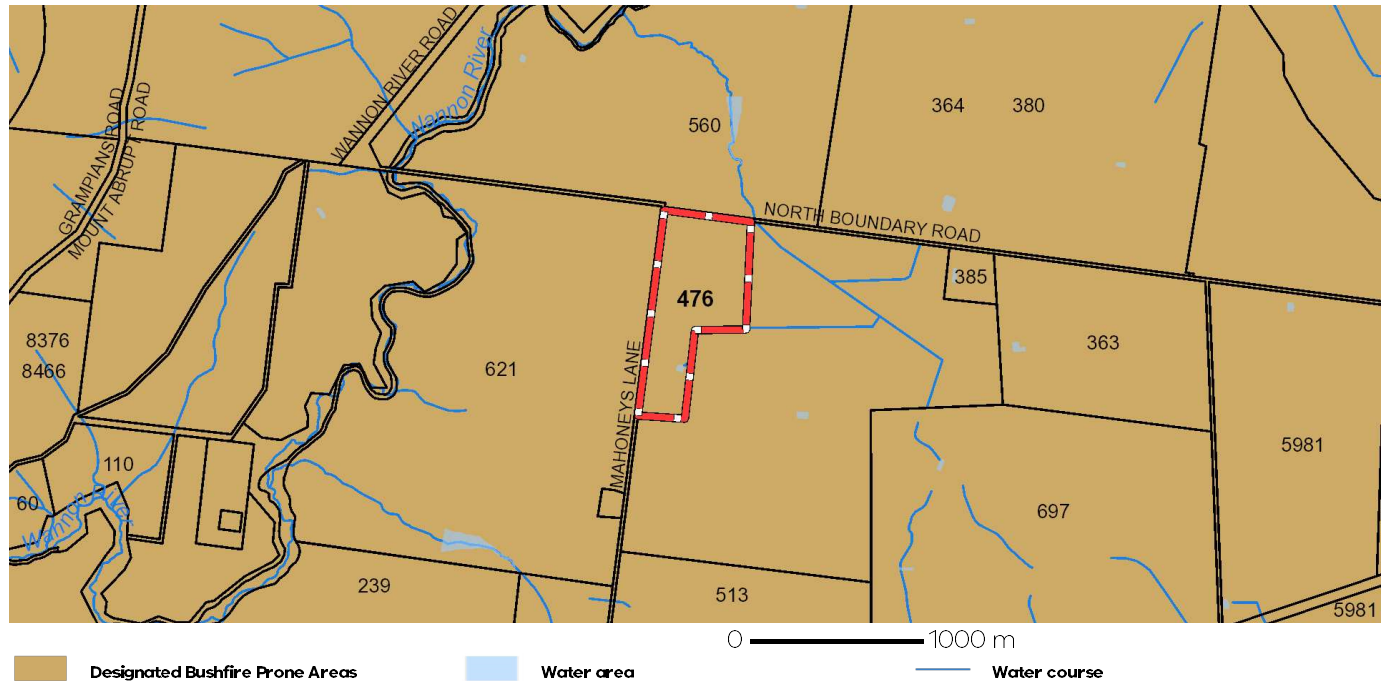 WANNON RIVER ROAD
Wannon River
GRAMPIANS ROAD
MOUNT ABRUPT ROAD
560
364 380
NORTH BOUNDARY ROAD
385
476
8376
8466
621
363
MAHONEYS LANE
5981
110
60
Wannon River
697
239
513
5981
0 1000 m
Designated Bushfire Prone Areas Water area Water course